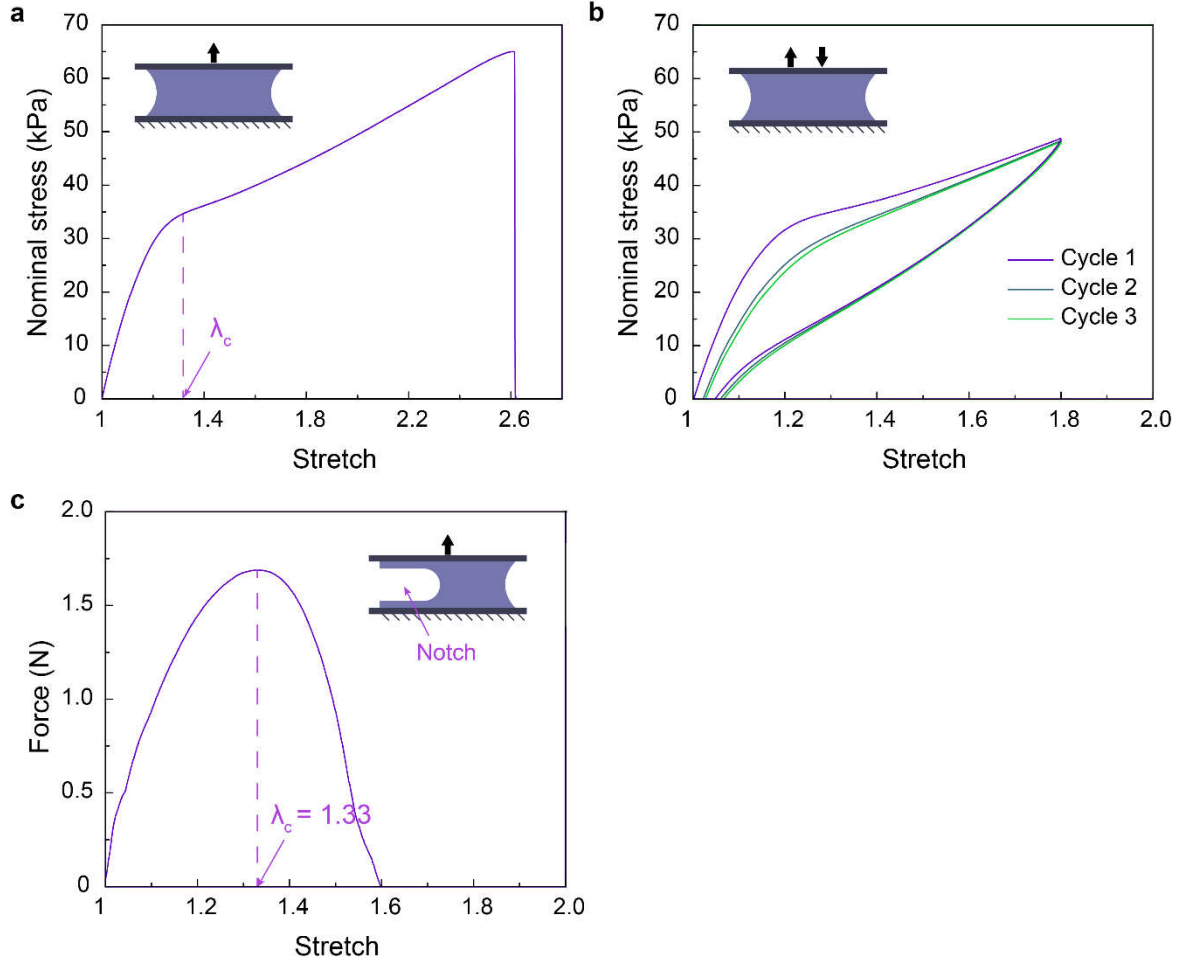 a
70
60
50
40
30
20
10
0
Nominal stress (kPa)
λc
1
1.4
1.8
2.2
2.6
Stretch
b
70
60
50
40
30
20
10
0
Nominal stress (kPa)
Cycle 1
Cycle 2
Cycle 3
1
1.2
1.4
1.6
1.8
2.0
Stretch
c
2.0
1.5
1.0
0.5
0
Force (N)
Notch
λc = 1.33
1
1.2
1.4
1.6
1.8
2.0
Stretch